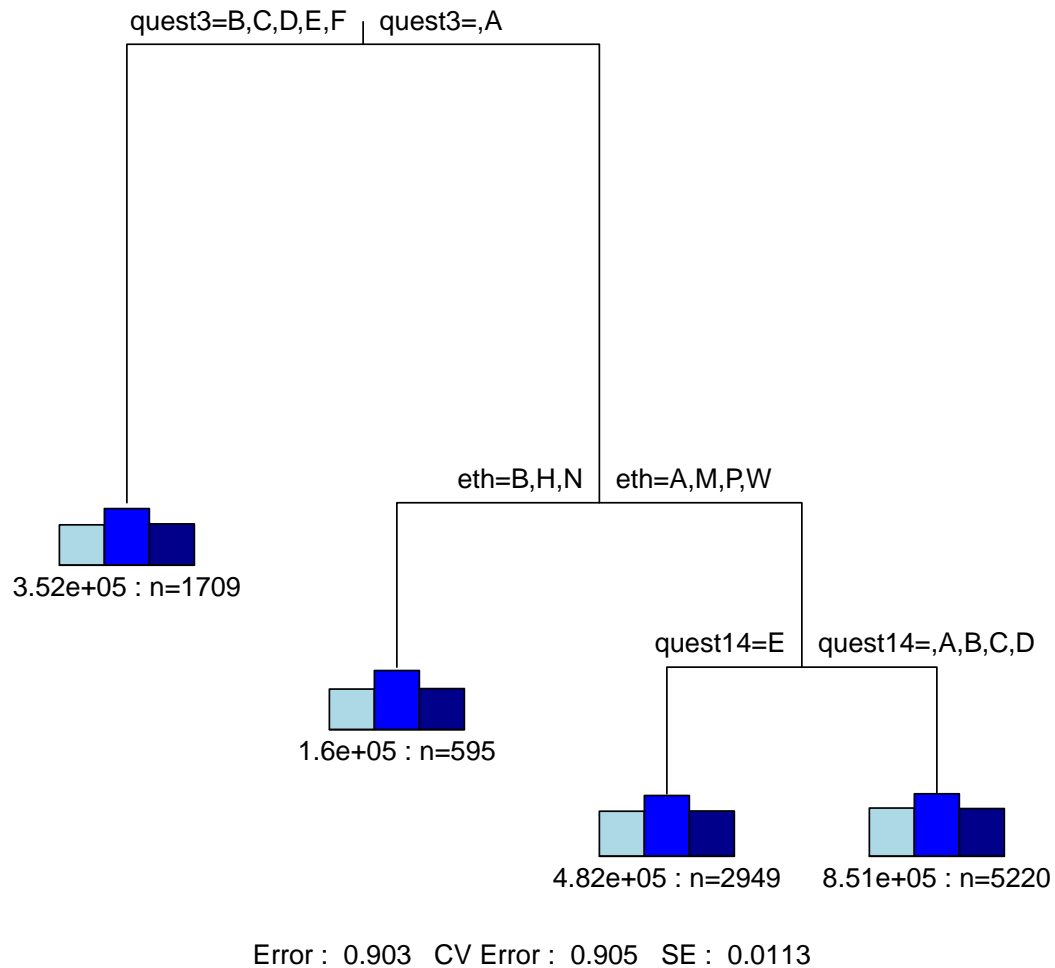 quest3=B,C,D,E,F quest3=,A
eth=B,H,N eth=A,M,P,W
3.52e+05 : n=1709
quest14=E quest14=,A,B,C,D
1.6e+05 : n=595
4.82e+05 : n=2949 8.51e+05 : n=5220
Error : 0.903 CV Error : 0.905 SE : 0.0113